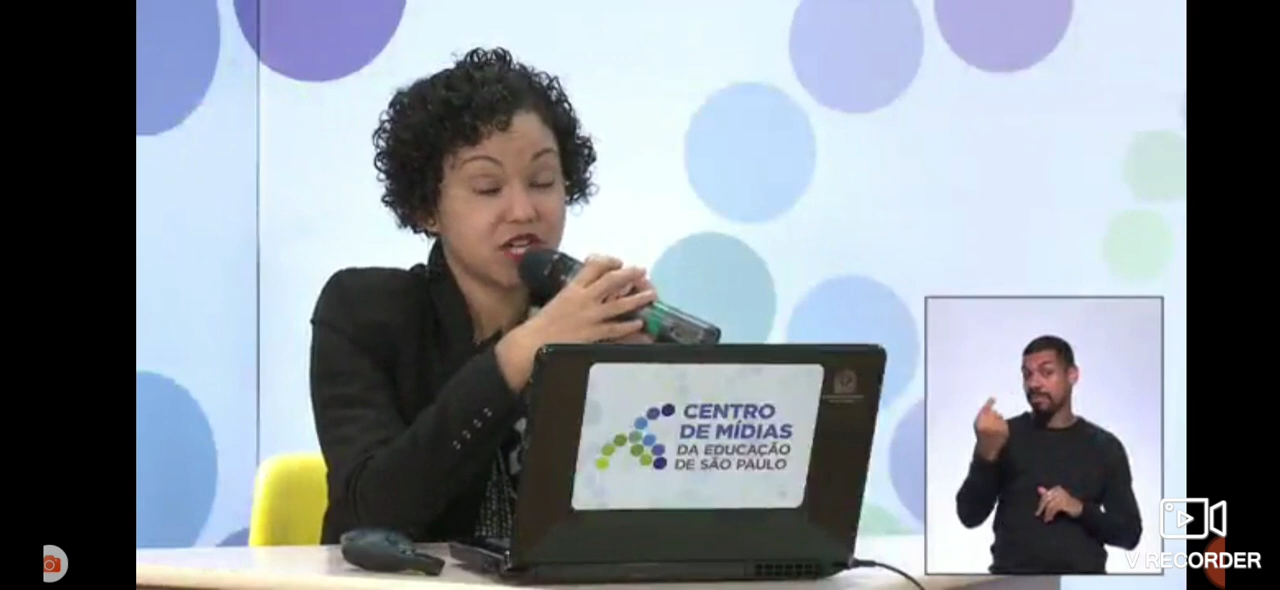 CENTRO
DE MÍDIAS
DA EDUCAÇÃO
DE SÃO PAULO
V RECORDER